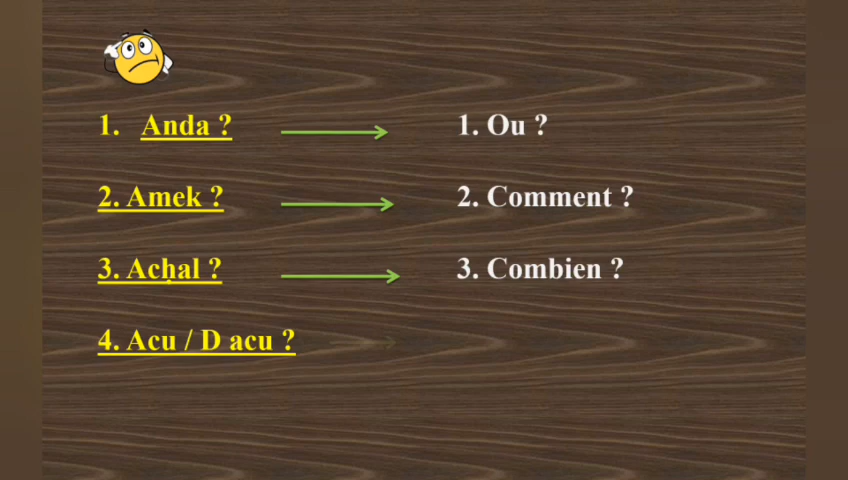 1. Anda ? 1. Ou ?
2. Amek ? 2. Comment ?
3. Acḥal ? 3. Combien ?
4. Acu / D acu ?